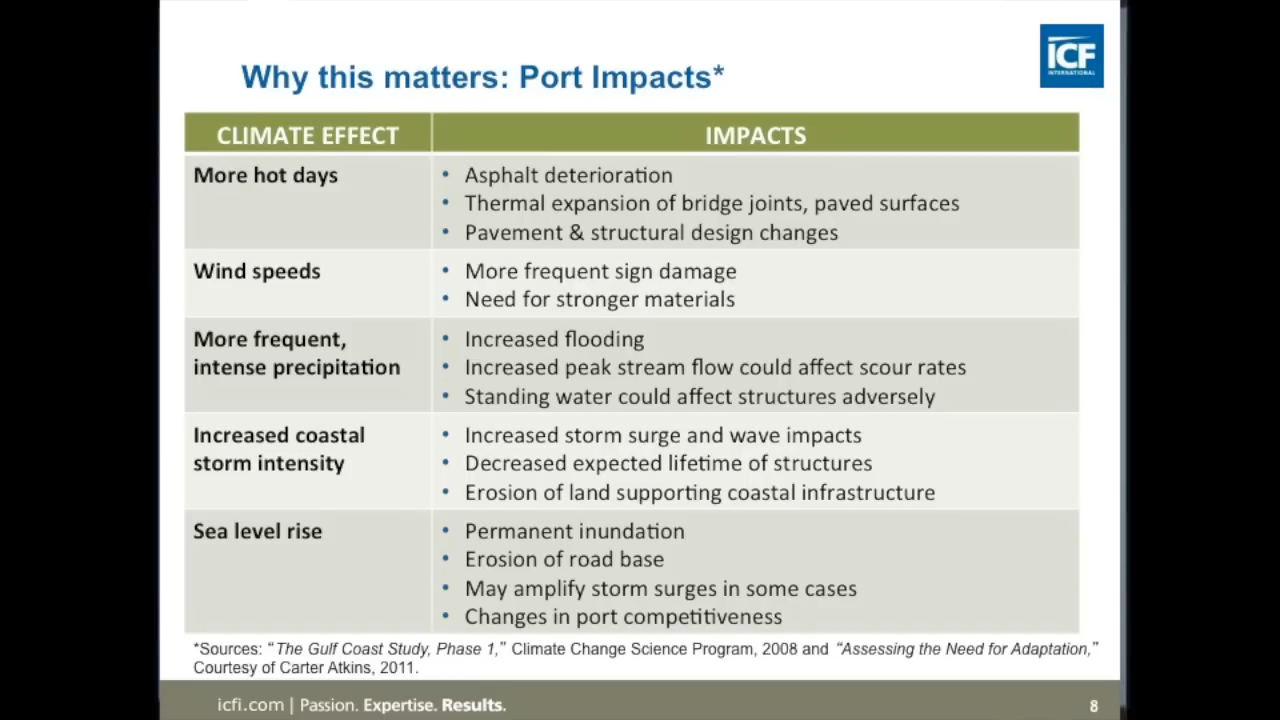 ICF
INTERNATIONAL
Why this matters: Port Impacts*
CLIMATE EFFECT
IMPACTS
More hot days
• Asphalt deterioration
• Thermal expansion of bridge joints, paved surfaces
• Pavement & structural design changes
Wind speeds
• More frequent sign damage
• Need for stronger materials
More frequent,
intense precipitation
• Increased flooding
• Increased peak stream flow could affect scour rates
• Standing water could affect structures adversely
Increased coastal
storm intensity
• Increased storm surge and wave impacts
• Decreased expected lifetime of structures
• Erosion of land supporting coastal infrastructure
Sea level rise
• Permanent inundation
• Erosion of road base
• May amplify storm surges in some cases
• Changes in port competitiveness
*Sources: “The Gulf Coast Study, Phase 1,” Climate Change Science Program, 2008 and “Assessing the Need for Adaptation,”
Courtesy of Carter Atkins, 2011.
icfi.com | Passion. Expertise. Results.
8